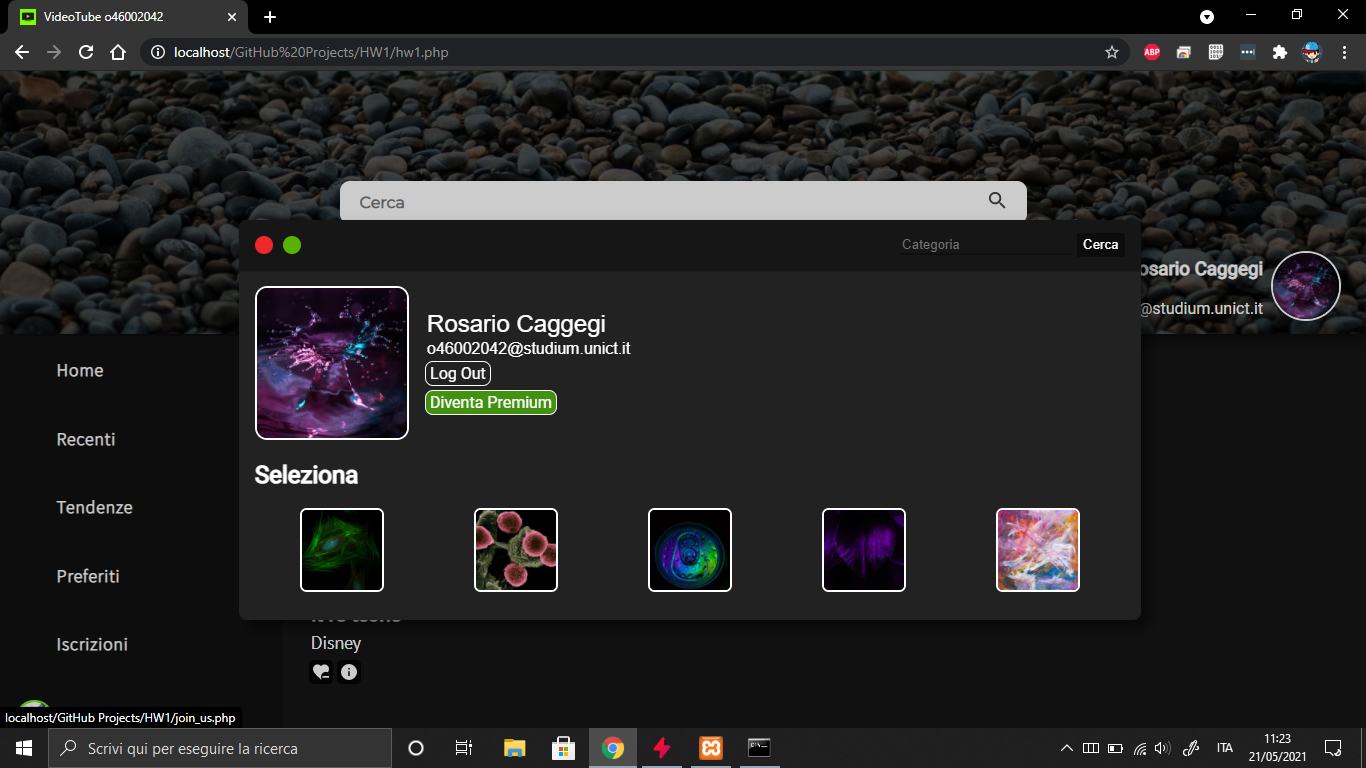 VideoTube o46002042
localhost/GitHub%20Projects/HW1/hw1.php
ABP
Cerca
Categoria
Cerca
osario Caggegi
@studium.unict.it
Rosario Caggegi
o46002042@studium.unict.it
Log Out
Diventa Premium
Home
Recenti
Tendenze
Preferiti
Iscrizioni
Seleziona
Disney
localhost/GitHub Projects/HW1/join_us.php
Scrivi qui per eseguire la ricerca
ITA
11:23
21/05/2021